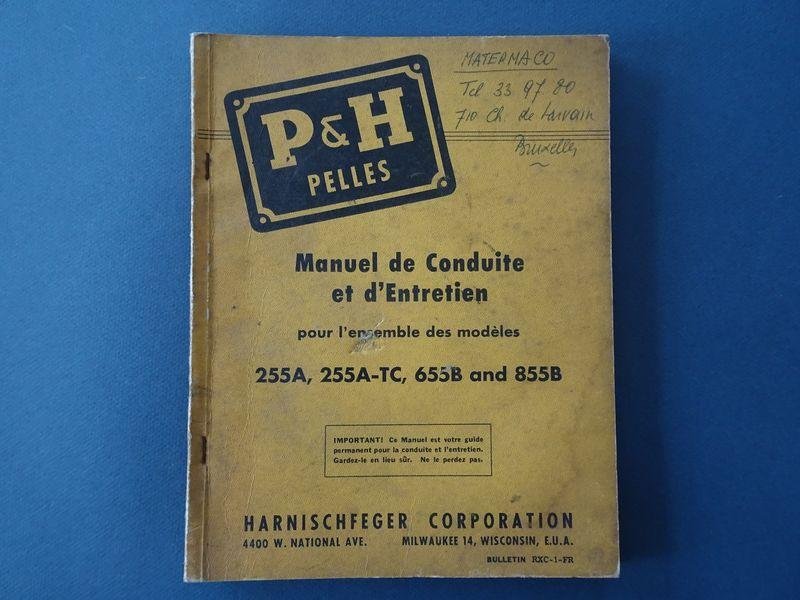 MATERMACO
Tel 33 97 80
710 Ch. de Louvain
Bruxelles
P&H
PELLES
Manuel de Conduite
et d'Entretien
pour l'ensemble des modèles
255A, 255A-TC, 655B and 855B
IMPORTANT! Ce Manuel est votre guide
permanent pour la conduite et l'entretien.
Gardez-le en lieu sûr. Ne le perdez pas.
HARNISCHFEGER CORPORATION
4400 W. NATIONAL AVE. MILWAUKEE 14, WISCONSIN, E.U.A.
BULLETIN RXC-1-FR